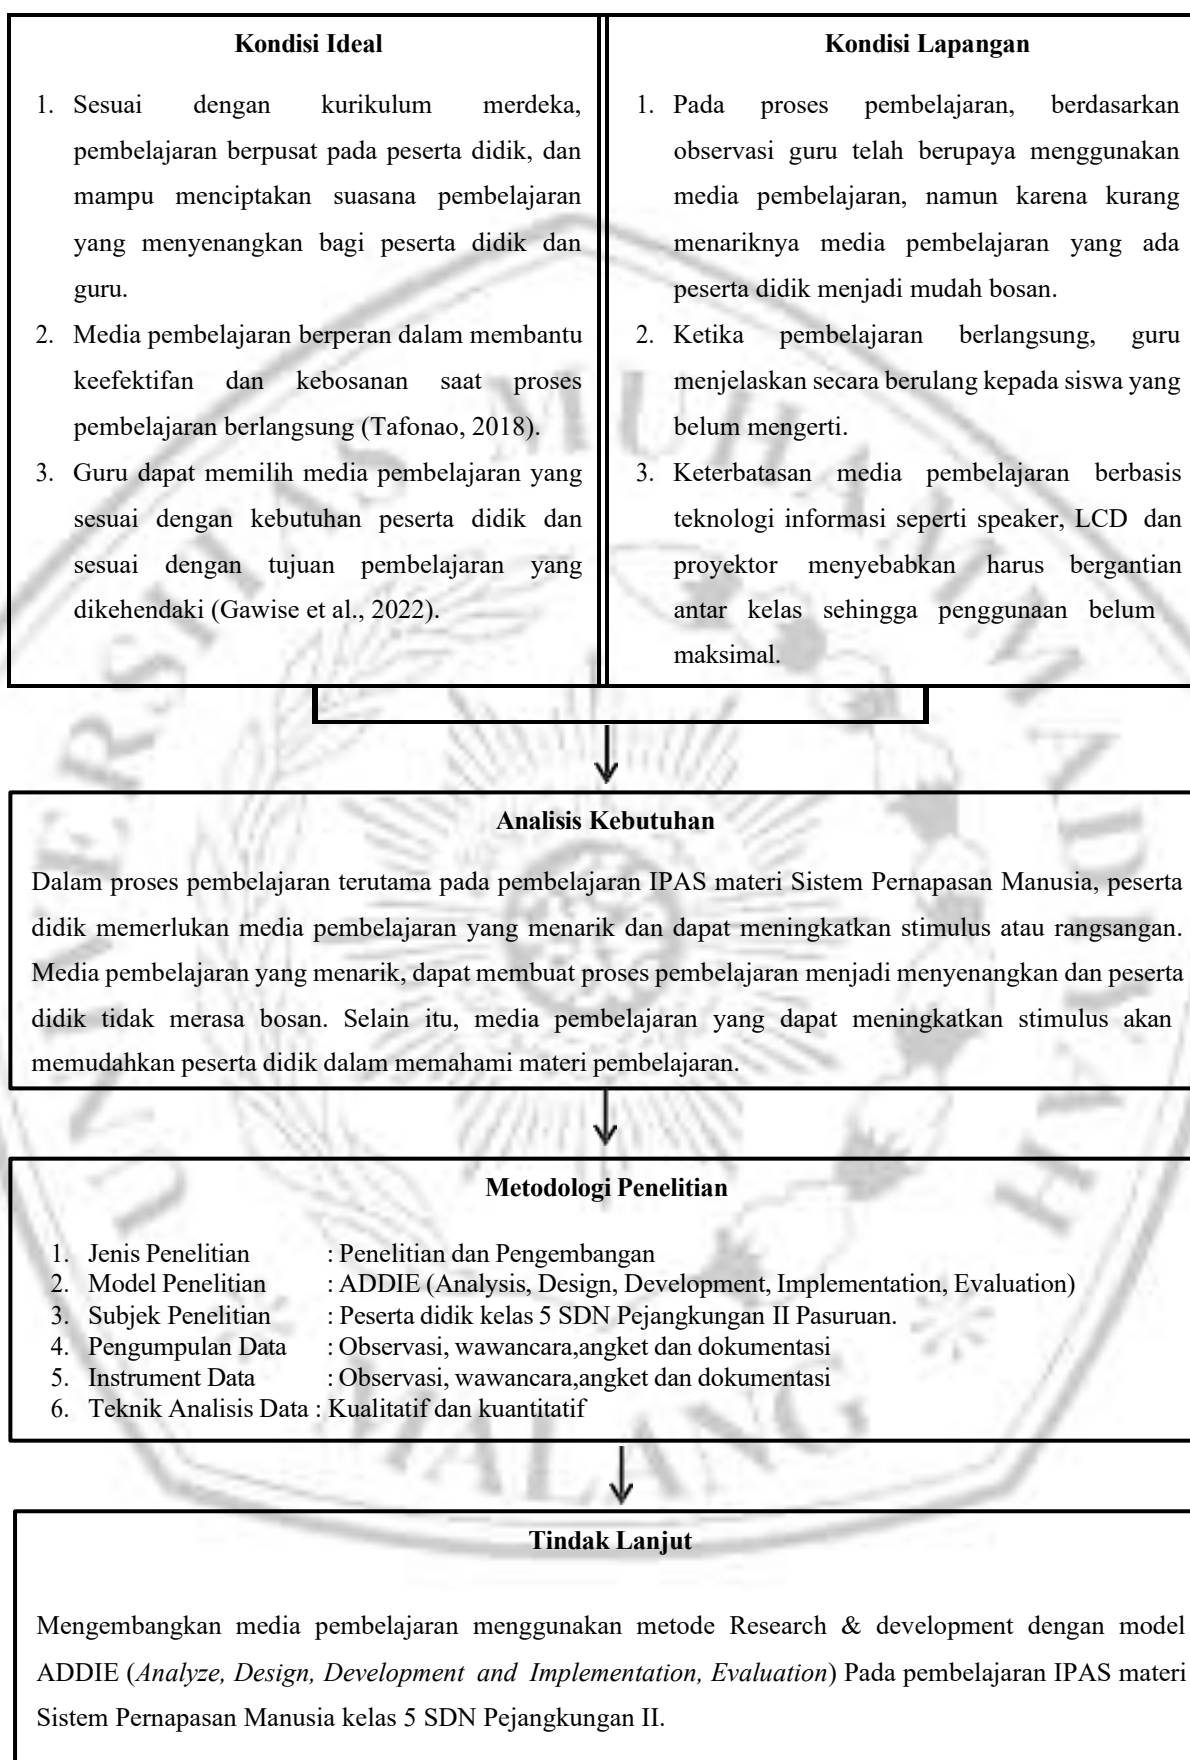 Kondisi Ideal
1. Sesuai dengan kurikulum merdeka,
pembelajaran berpusat pada peserta didik, dan
mampu menciptakan suasana pembelajaran
yang menyenangkan bagi peserta didik dan
guru.
2. Media pembelajaran berperan dalam membantu
keefektifan dan kebosanan saat proses
pembelajaran berlangsung (Tafonao, 2018).
3. Guru dapat memilih media pembelajaran yang
sesuai dengan kebutuhan peserta didik dan
sesuai dengan tujuan pembelajaran yang
dikehendaki (Gawise et al., 2022).
Kondisi Lapangan
1. Pada proses pembelajaran, berdasarkan
observasi guru telah berupaya menggunakan
media pembelajaran, namun karena kurang
menariknya media pembelajaran yang ada
peserta didik menjadi mudah bosan.
2. Ketika pembelajaran berlangsung, guru
menjelaskan secara berulang kepada siswa yang
belum mengerti.
3. Keterbatasan media pembelajaran berbasis
teknologi informasi seperti speaker, LCD dan
proyektor menyebabkan harus bergantian
antar kelas sehingga penggunaan belum
maksimal.
Analisis Kebutuhan
Dalam proses pembelajaran terutama pada pembelajaran IPAS materi Sistem Pernapasan Manusia, peserta
didik memerlukan media pembelajaran yang menarik dan dapat meningkatkan stimulus atau rangsangan.
Media pembelajaran yang menarik, dapat membuat proses pembelajaran menjadi menyenangkan dan peserta
didik tidak merasa bosan. Selain itu, media pembelajaran yang dapat meningkatkan stimulus akan
memudahkan peserta didik dalam memahami materi pembelajaran.
Metodologi Penelitian
1. Jenis Penelitian : Penelitian dan Pengembangan
2. Model Penelitian : ADDIE (Analysis, Design, Development, Implementation, Evaluation)
3. Subjek Penelitian : Peserta didik kelas 5 SDN Pejangkungan II Pasuruan.
4. Pengumpulan Data : Observasi, wawancara,angket dan dokumentasi
5. Instrument Data : Observasi, wawancara,angket dan dokumentasi
6. Teknik Analisis Data : Kualitatif dan kuantitatif
Tindak Lanjut
Mengembangkan media pembelajaran menggunakan metode Research & development dengan model
ADDIE (Analyze, Design, Development and Implementation, Evaluation) Pada pembelajaran IPAS materi
Sistem Pernapasan Manusia kelas 5 SDN Pejangkungan II.
UNIVERSITAS MUHAMMADIYAH
MALANG